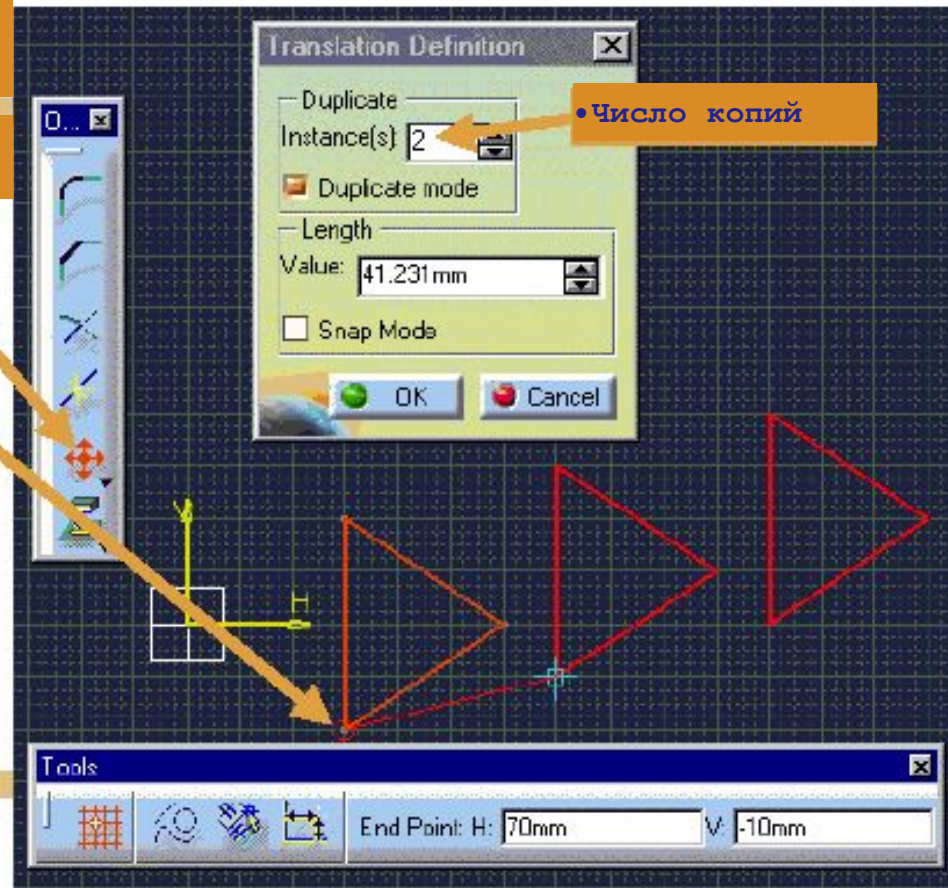 Translation Definition
Duplicate
Instance(s) 2
•Число копий
Duplicate mode
Length
Value: 41.231mm
Snap Mode
OK Cancel
O...
V
H
Tools
End Point: H: 70mm V: -10mm